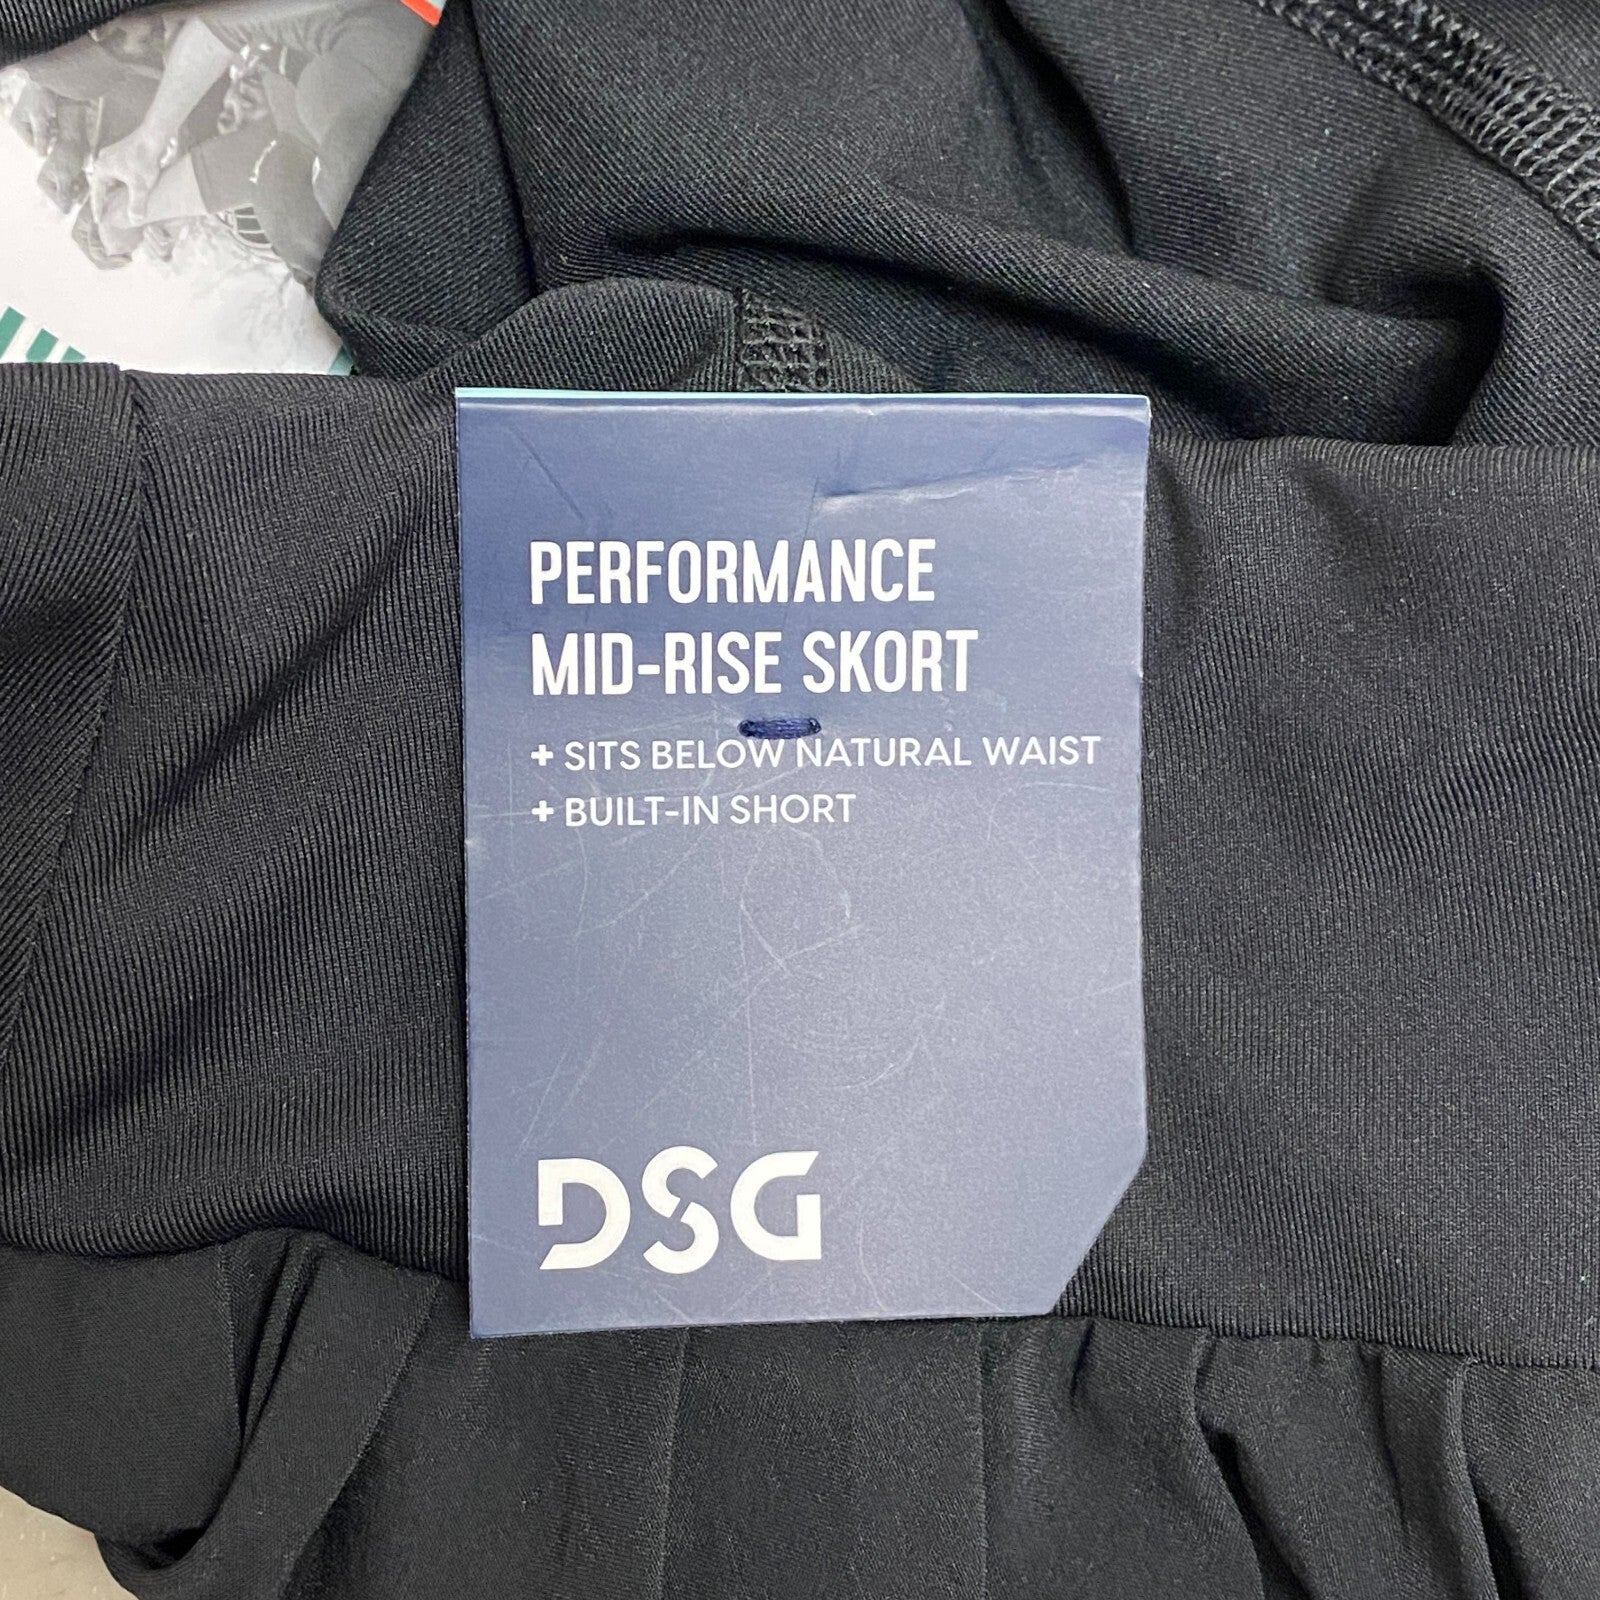 PERFORMANCE
MID-RISE SKORT
+ SITS BELOW NATURAL WAIST
+ BUILT-IN SHORT
DSG